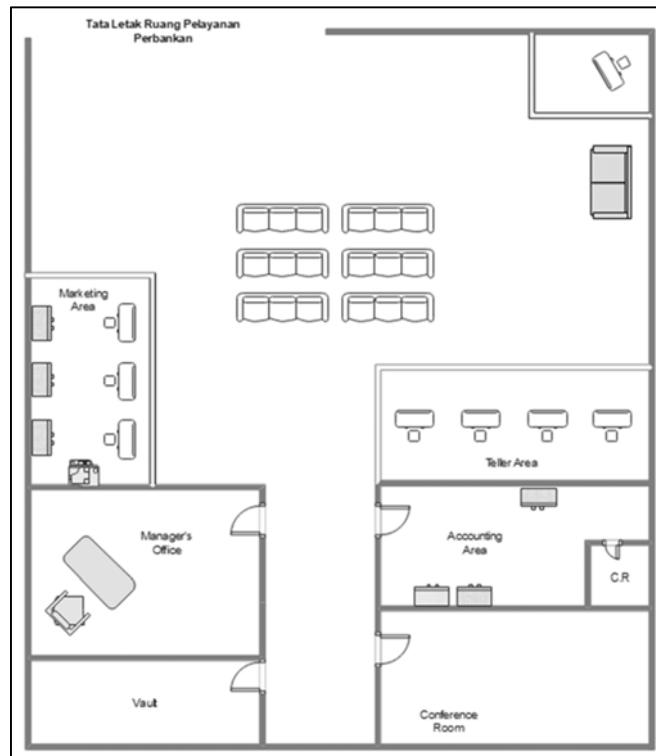 Tata Letak Ruang Pelayanan
Perbankan
Marketing
Area
Teller Area
Manager's
Office
Accounting
Area
C.R
Vault
Conference
Room